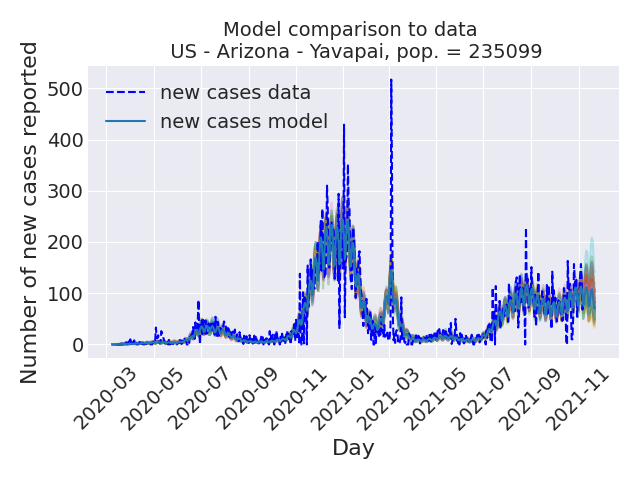 Model comparison to data
US - Arizona - Yavapai, pop. = 235099
Number of new cases reported
500
400
300
200
100
0
new cases data
new cases model
2020-03
2020-05
2020-07
2020-09
2020-11
2021-01
2021-03
2021-05
2021-07
2021-09
2021-11
Day